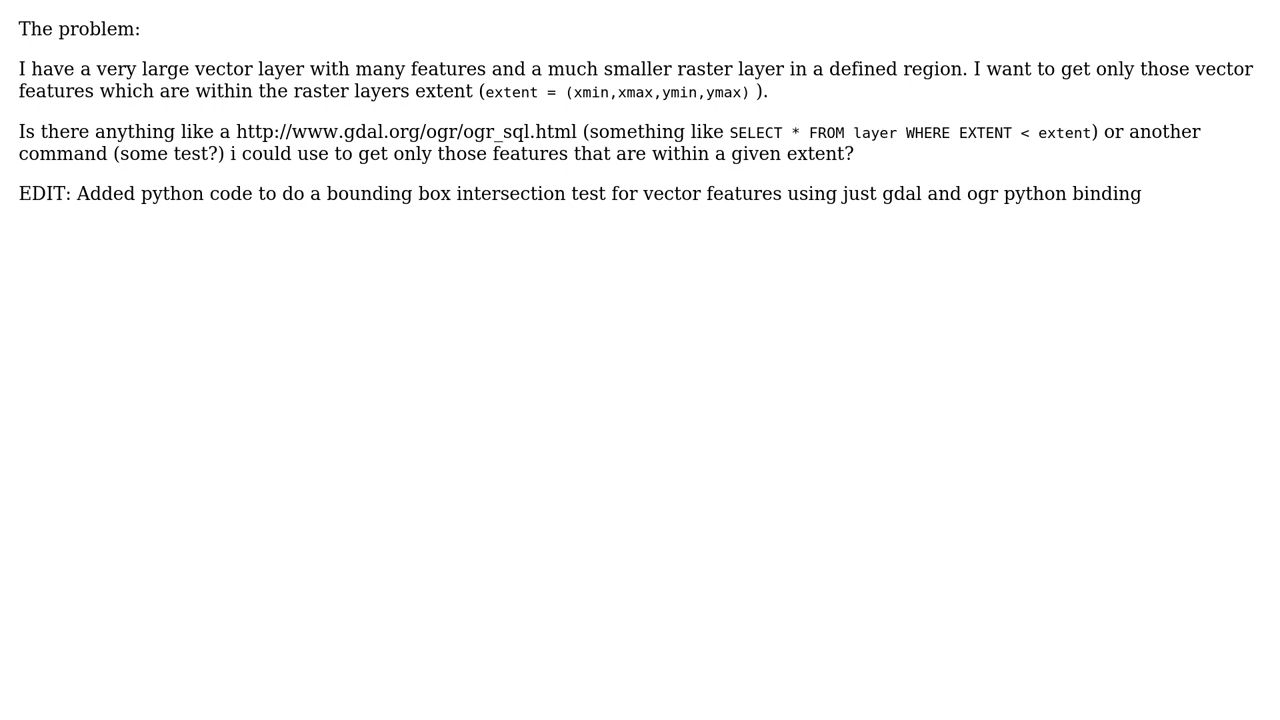 The problem:
I have a very large vector layer with many features and a much smaller raster layer in a defined region. I want to get only those vector
features which are within the raster layers extent (extent = (xmin,xmax,ymin,ymax) ).
Is there anything like a http://www.gdal.org/ogr/ogr_sql.html (something like SELECT * FROM layer WHERE EXTENT < extent) or another
command (some test?) i could use to get only those features that are within a given extent?
EDIT: Added python code to do a bounding box intersection test for vector features using just gdal and ogr python binding